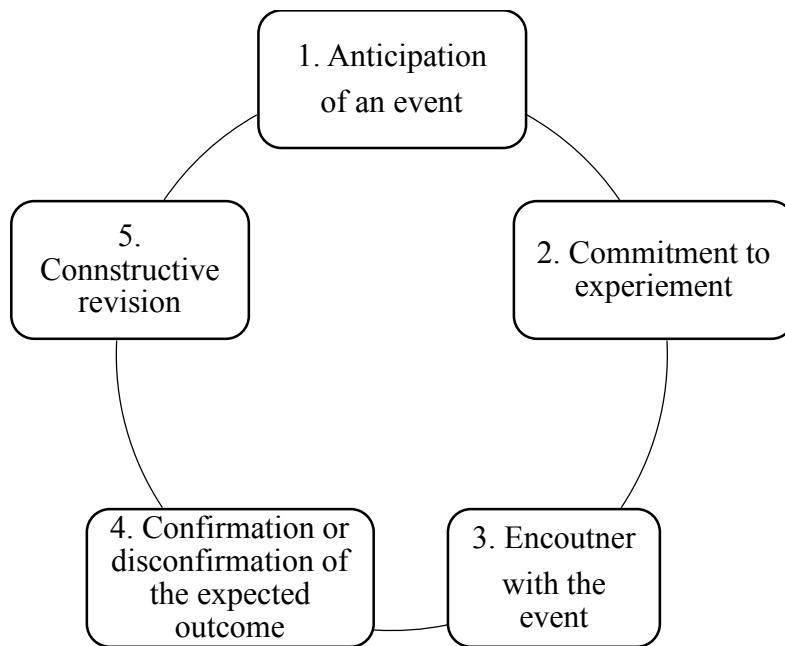 1. Anticipation
of an event
2. Commitment to
experiement
3. Encoutner
with the
event
4. Confirmation or
disconfirmation of
the expected
outcome
5.
Connstructive
revision